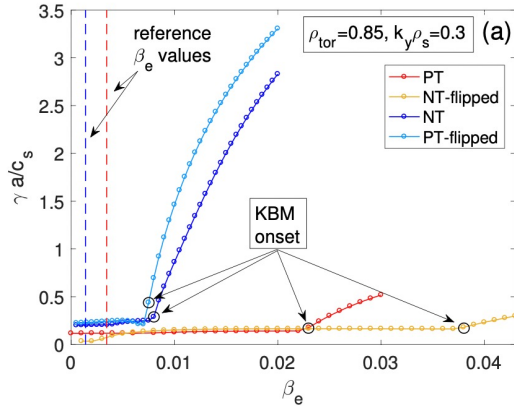 3.5
3
2.5
2
1.5
1
0.5
0
γ a/c_s
0
0.01
0.02
0.03
0.04
β_e
reference
β_e values
ρ_tor=0.85, k_yρ_s=0.3
(a)
PT
NT-flipped
NT
PT-flipped
KBM
onset